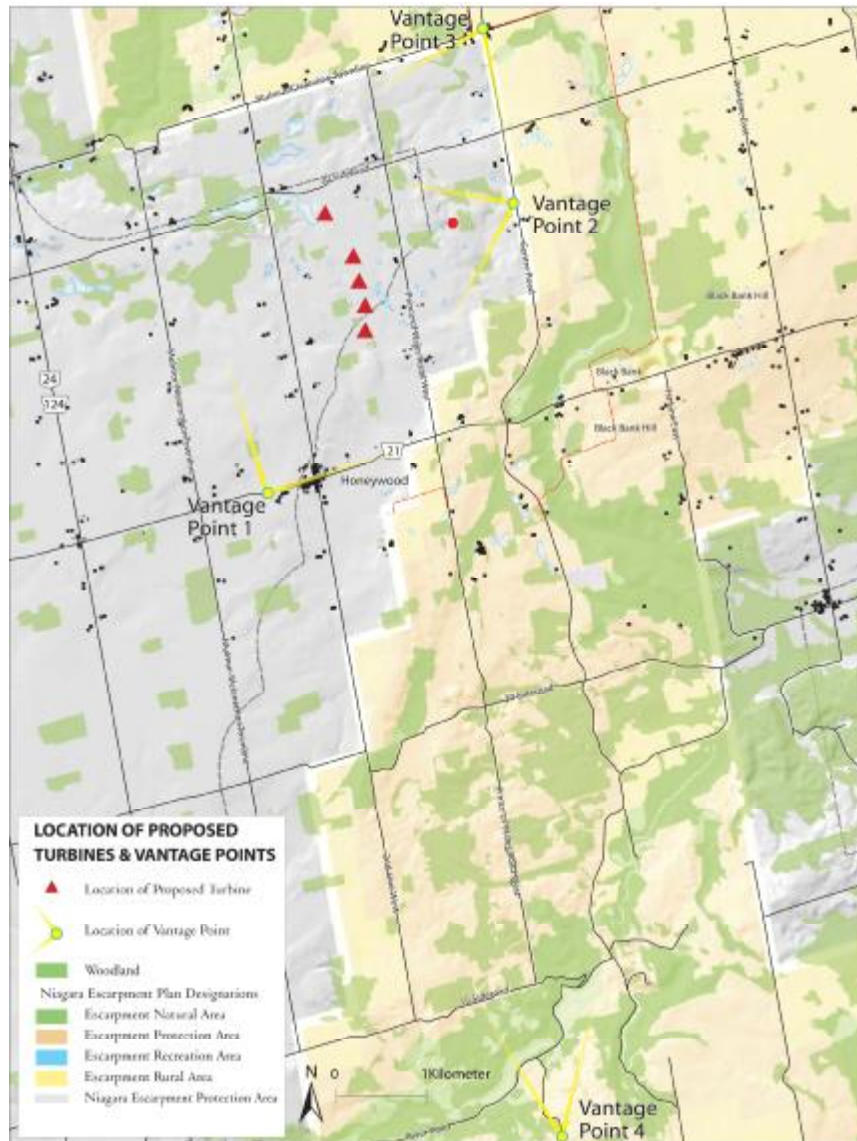 Vantage
Point 3
Vantage
Point 2
Black Bank Hill
24
124
Black Bank
21
Black Bank Hill
Honeywood
Vantage
Point 1
LOCATION OF PROPOSED
TURBINES & VANTAGE POINTS
Location of Proposed Turbine
Location of Vantage Point
Woodland
Niagara Escarpment Plan Designations
Escarpment Natural Area
Escarpment Protection Area
Escarpment Recreation Area
Escarpment Rural Area
Niagara Escarpment Protection Area
N
0
1Kilometer
Vantage
Point 4